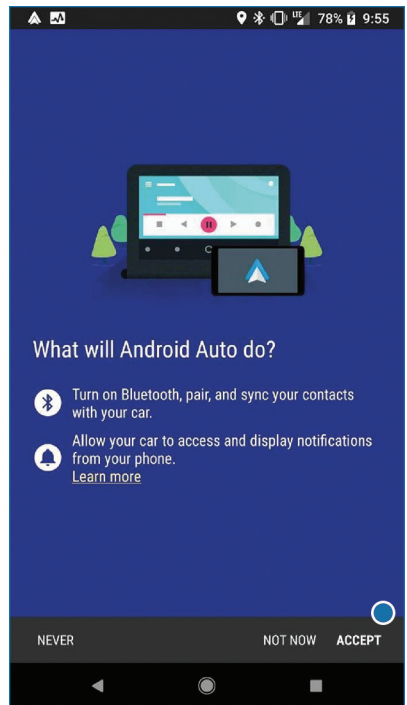 LTE 78% 9:55
What will Android Auto do?
Turn on Bluetooth, pair, and sync your contacts
with your car.
Allow your car to access and display notifications
from your phone.
Learn more
NEVER NOT NOW ACCEPT